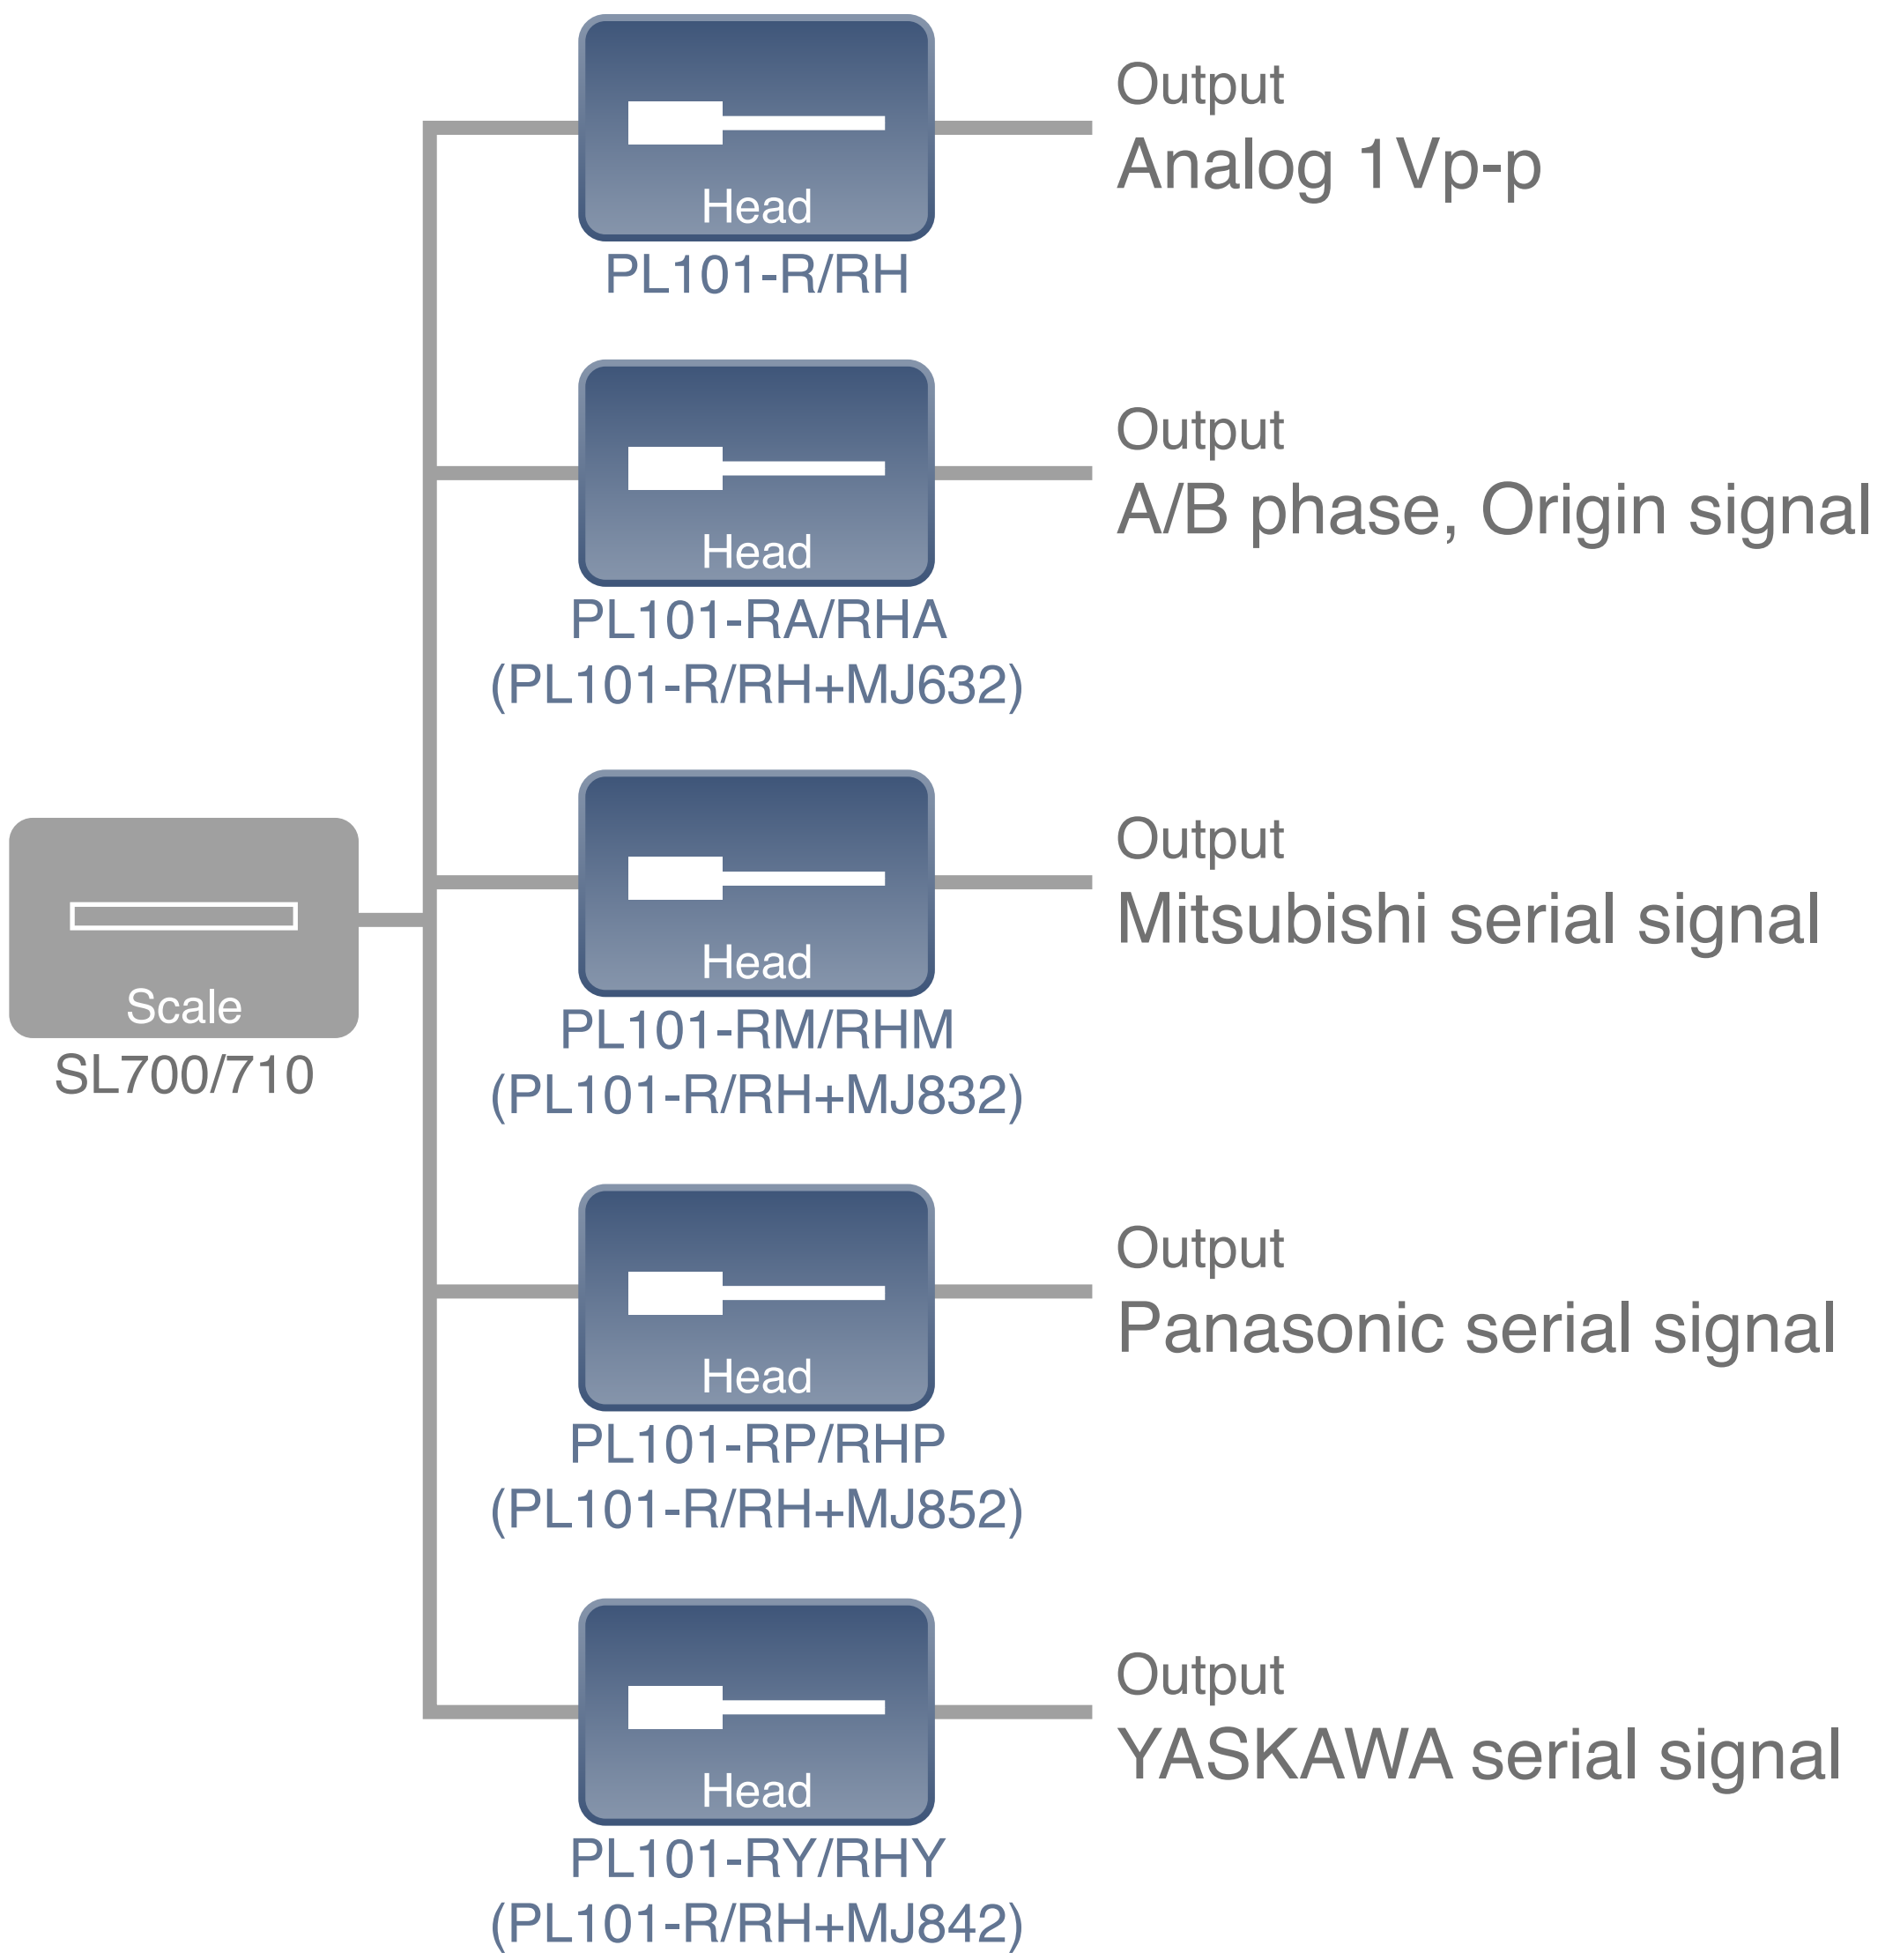 Head
PL101-R/RH
Output
Analog 1Vp-p
Head
PL101-RA/RHA
(PL101-R/RH+MJ632)
Output
A/B phase, Origin signal
Scale
SL700/710
Head
PL101-RM/RHM
(PL101-R/RH+MJ832)
Output
Mitsubishi serial signal
Head
PL101-RP/RHP
(PL101-R/RH+MJ852)
Output
Panasonic serial signal
Head
PL101-RY/RHY
(PL101-R/RH+MJ842)
Output
YASKAWA serial signal